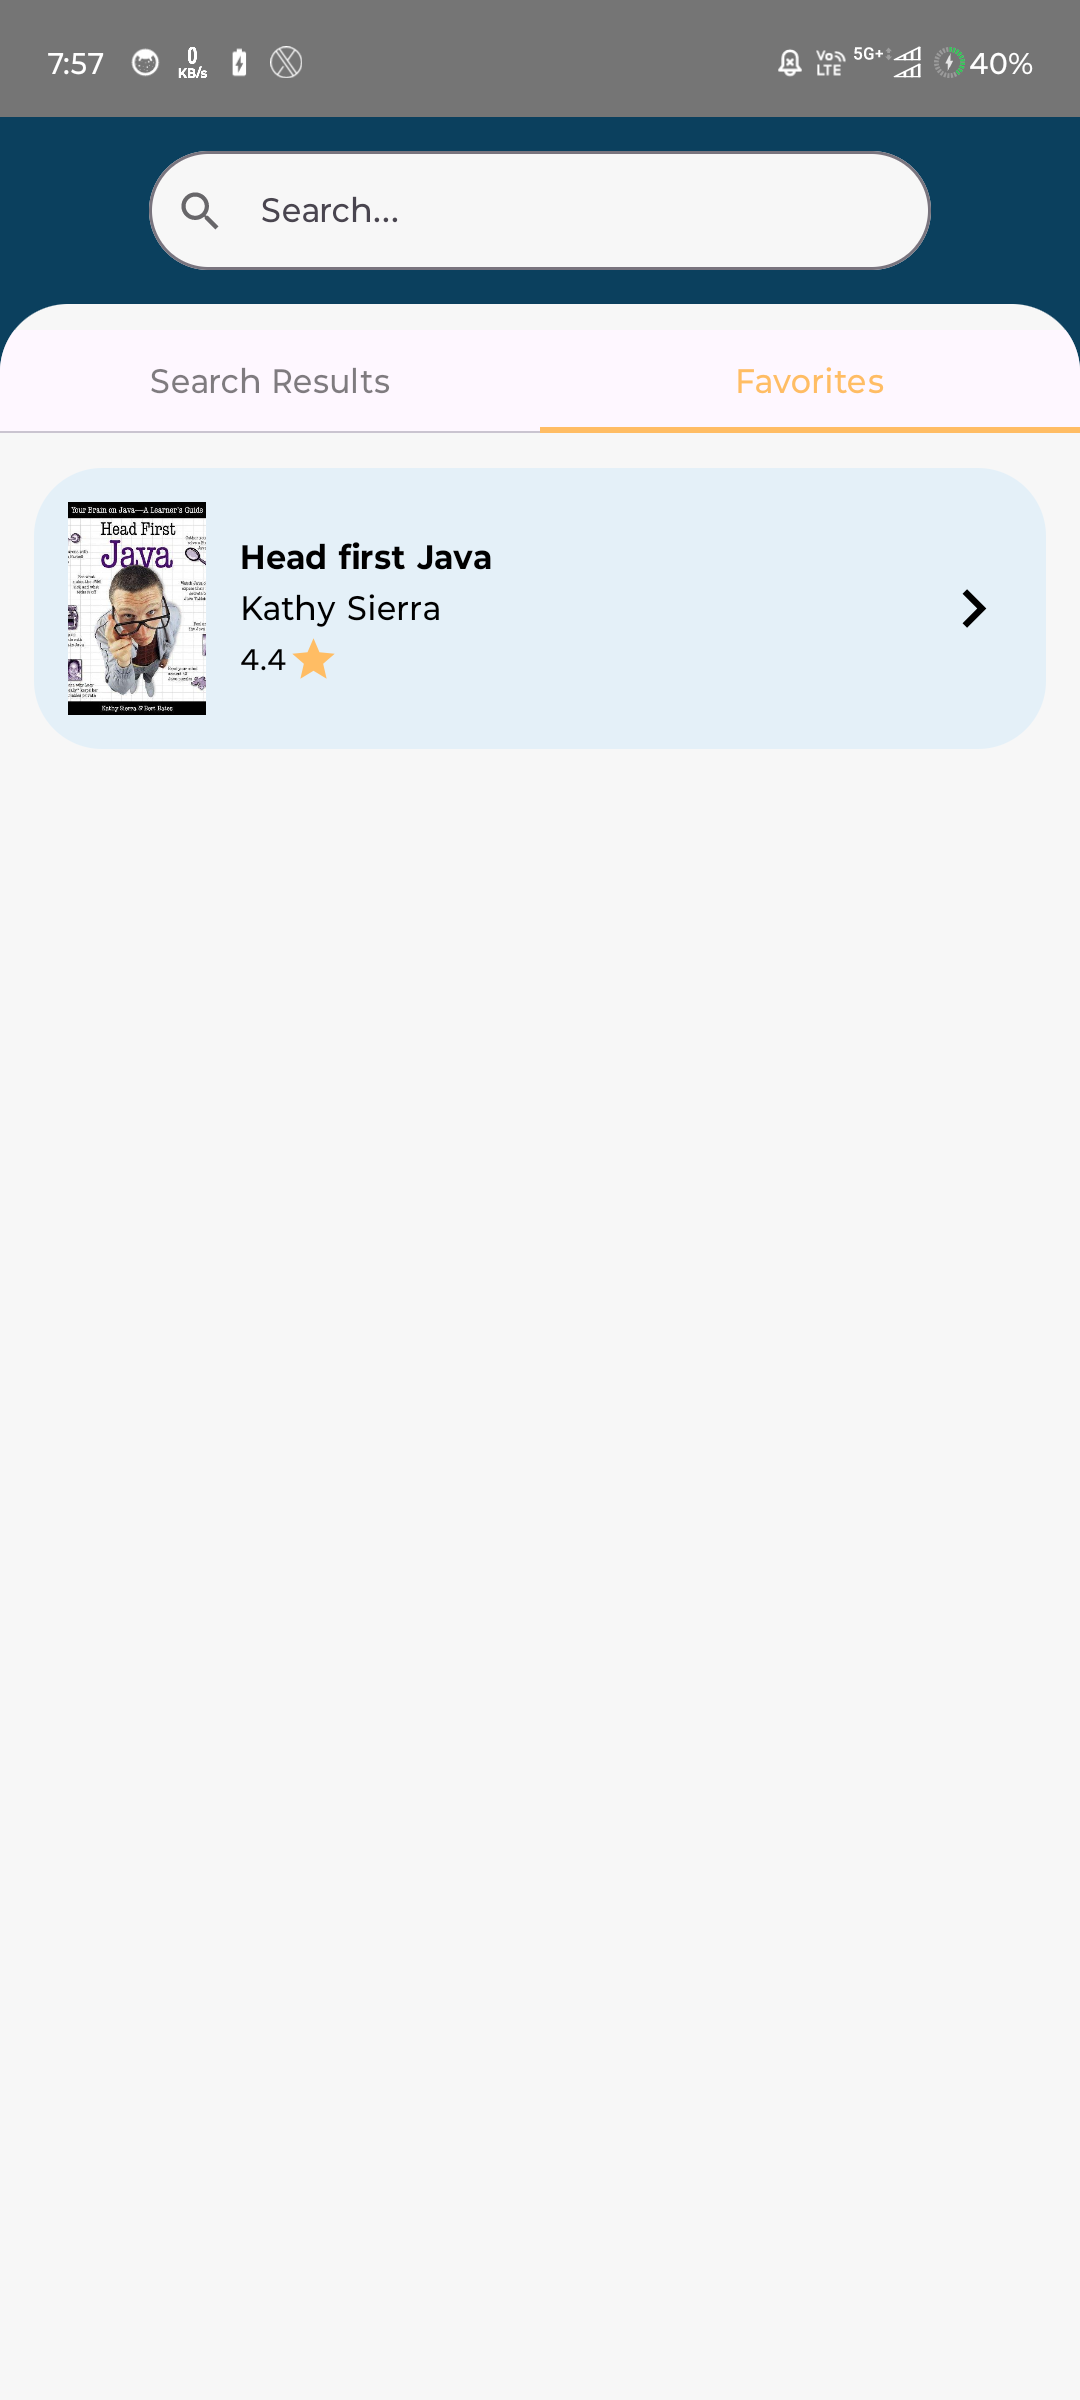 7:57
0
KB/s
Vo
LTE
5G+
40%
Search...
Search Results
Favorites
Your Brain on Java—A Learner's Guide
Head First
Java
Kathy Sierra & Bert Bates
Head first Java
Kathy Sierra
4.4